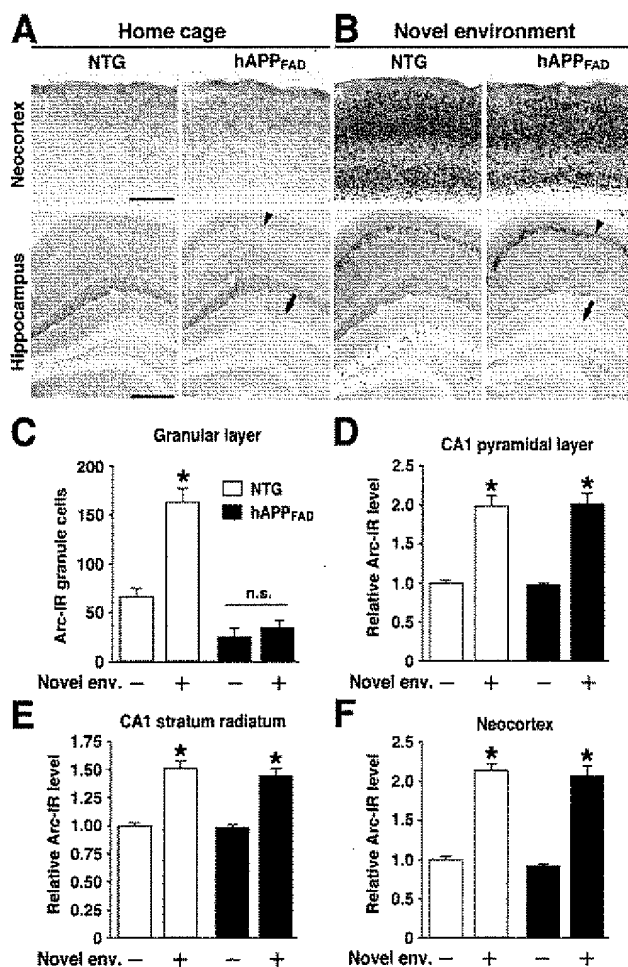 A Home cage B Novel environment
NTG hAPPFAD NTG hAPPFAD
Neocortex
Hippocampus
C Granular layer
Arc-IR granule cells
200
150
100
50
0
*
n.s.
NTG
hAPPFAD
Novel env. – + – +
D CA1 pyramidal layer
Relative Arc-IR level
2.5
2.0
1.5
1.0
0.5
0
* *
– + – +
E CA1 stratum radiatum
Relative Arc-IR level
1.75
1.50
1.25
1.00
0.75
0.50
0.25
0
* *
Novel env. – + – +
F Neocortex
Relative Arc-IR level
2.5
2.0
1.5
1.0
0.5
0
* *
– + – +